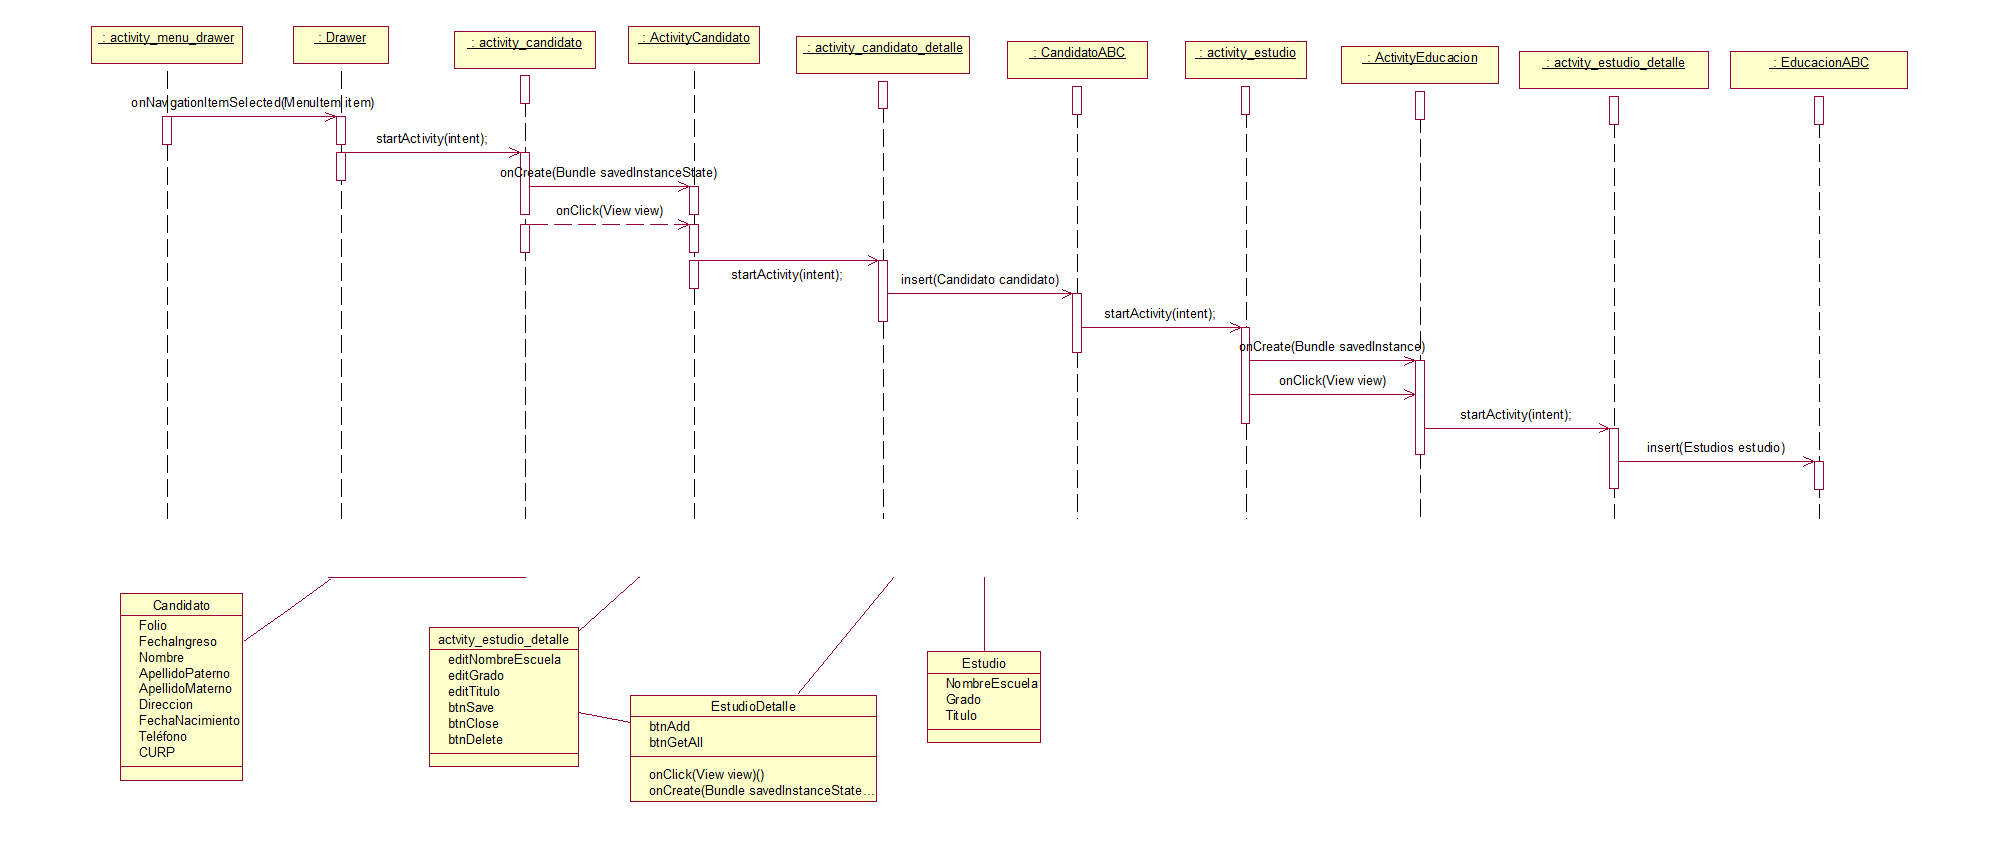 : activity_menu_drawer
: Drawer
: activity_candidato
: ActivityCandidato
: activity_candidato_detalle
: CandidatoABC
: activity_estudio
: ActivityEducacion
: actvity_estudio_detalle
: EducacionABC
onNavigationItemSelected(MenuItem item)
startActivity(intent);
onCreate(Bundle savedInstanceState)
onClick(View view)
startActivity(intent);
insert(Candidato candidato)
startActivity(intent);
onCreate(Bundle savedInstance)
onClick(View view)
startActivity(intent);
insert(Estudios estudio)
Candidato
Folio
FechaIngreso
Nombre
ApellidoPaterno
ApellidoMaterno
Direccion
FechaNacimiento
Teléfono
CURP
actvity_estudio_detalle
editNombreEscuela
editGrado
editTitulo
btnSave
btnClose
btnDelete
EstudioDetalle
btnAdd
btnGetAll
onClick(View view)()
onCreate(Bundle savedInstanceState...
Estudio
NombreEscuela
Grado
Titulo